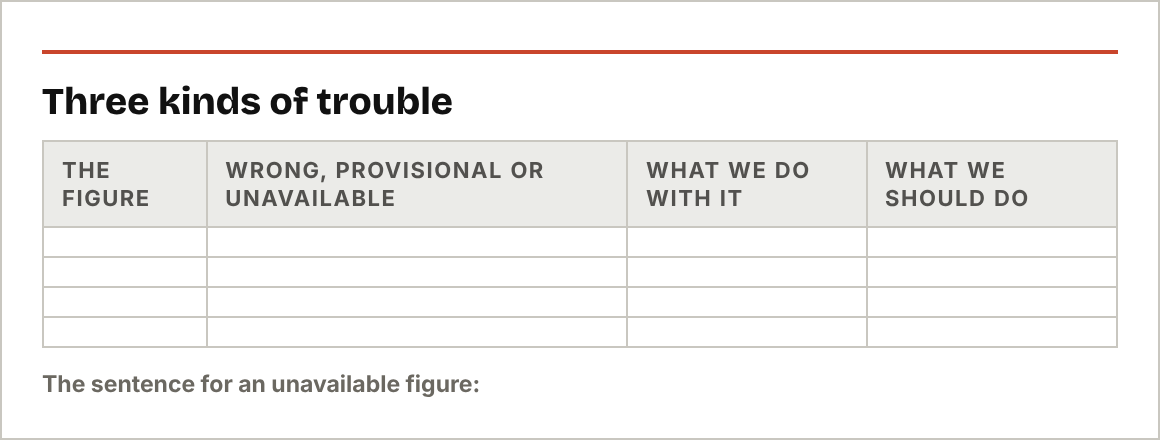 Three kinds of trouble
THE FIGURE
WRONG, PROVISIONAL OR UNAVAILABLE
WHAT WE DO WITH IT
WHAT WE SHOULD DO
The sentence for an unavailable figure: